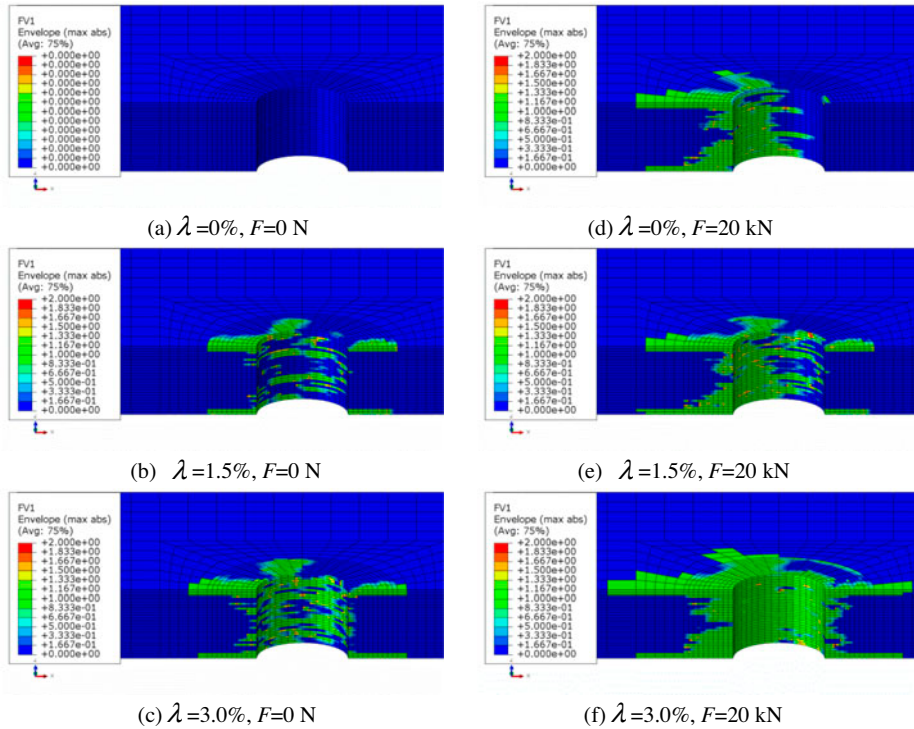 FV1
Envelope (max abs)
(Avg: 75%)
+0.000e+00
+0.000e+00
+0.000e+00
+0.000e+00
+0.000e+00
+0.000e+00
+0.000e+00
+0.000e+00
+0.000e+00
+0.000e+00
+0.000e+00
+0.000e+00
+0.000e+00
(a) λ=0%, F=0 N
FV1
Envelope (max abs)
(Avg: 75%)
+2.000e+00
+1.833e+00
+1.667e+00
+1.500e+00
+1.333e+00
+1.167e+00
+1.000e+00
+8.333e-01
+6.667e-01
+5.000e-01
+3.333e-01
+1.667e-01
+0.000e+00
(d) λ=0%, F=20 kN
FV1
Envelope (max abs)
(Avg: 75%)
+2.000e+00
+1.833e+00
+1.667e+00
+1.500e+00
+1.333e+00
+1.167e+00
+1.000e+00
+8.333e-01
+6.667e-01
+5.000e-01
+3.333e-01
+1.667e-01
+0.000e+00
(b) λ=1.5%, F=0 N
FV1
Envelope (max abs)
(Avg: 75%)
+2.000e+00
+1.833e+00
+1.667e+00
+1.500e+00
+1.333e+00
+1.167e+00
+1.000e+00
+8.333e-01
+6.667e-01
+5.000e-01
+3.333e-01
+1.667e-01
+0.000e+00
(e) λ=1.5%, F=20 kN
FV1
Envelope (max abs)
(Avg: 75%)
+2.000e+00
+1.833e+00
+1.667e+00
+1.500e+00
+1.333e+00
+1.167e+00
+1.000e+00
+8.333e-01
+6.667e-01
+5.000e-01
+3.333e-01
+1.667e-01
+0.000e+00
(c) λ=3.0%, F=0 N
FV1
Envelope (max abs)
(Avg: 75%)
+2.000e+00
+1.833e+00
+1.667e+00
+1.500e+00
+1.333e+00
+1.167e+00
+1.000e+00
+8.333e-01
+6.667e-01
+5.000e-01
+3.333e-01
+1.667e-01
+0.000e+00
(f) λ=3.0%, F=20 kN